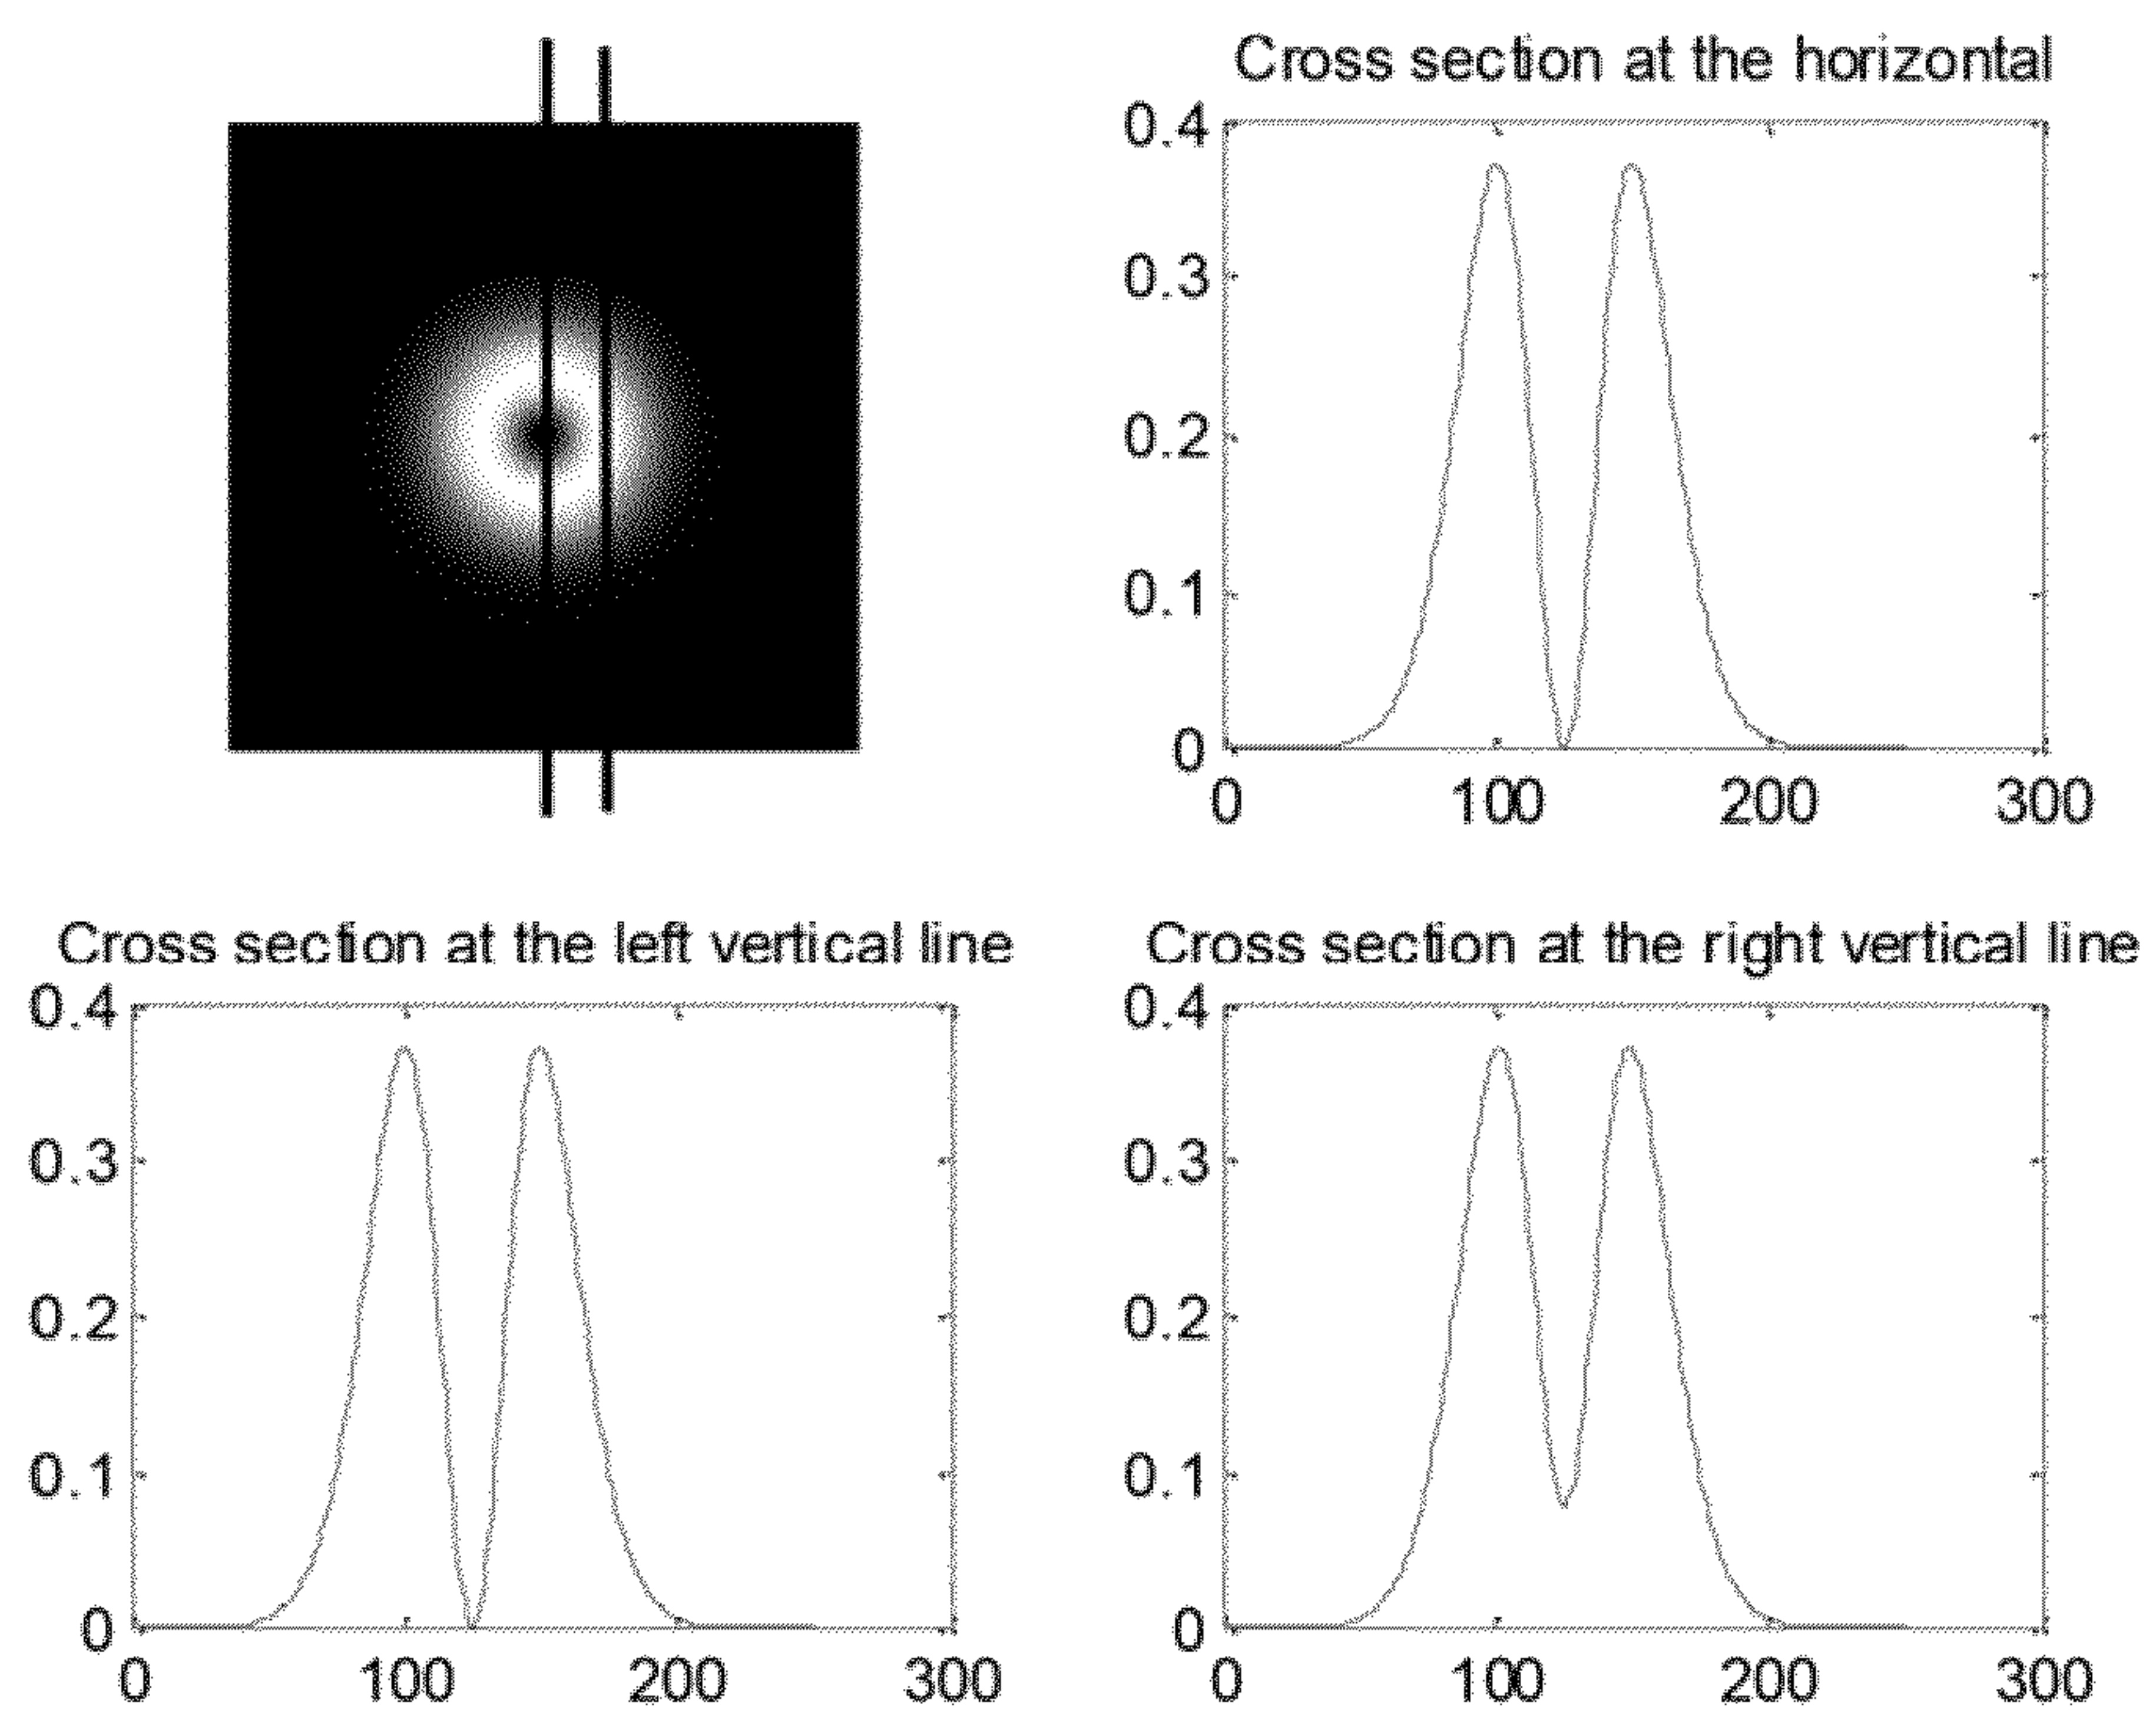 Cross section at the horizontal
0.4
0.3
0.2
0.1
0
0 100 200 300
Cross section at the left vertical line
0.4
0.3
0.2
0.1
0
0 100 200 300
Cross section at the right vertical line
0.4
0.3
0.2
0.1
0
0 100 200 300